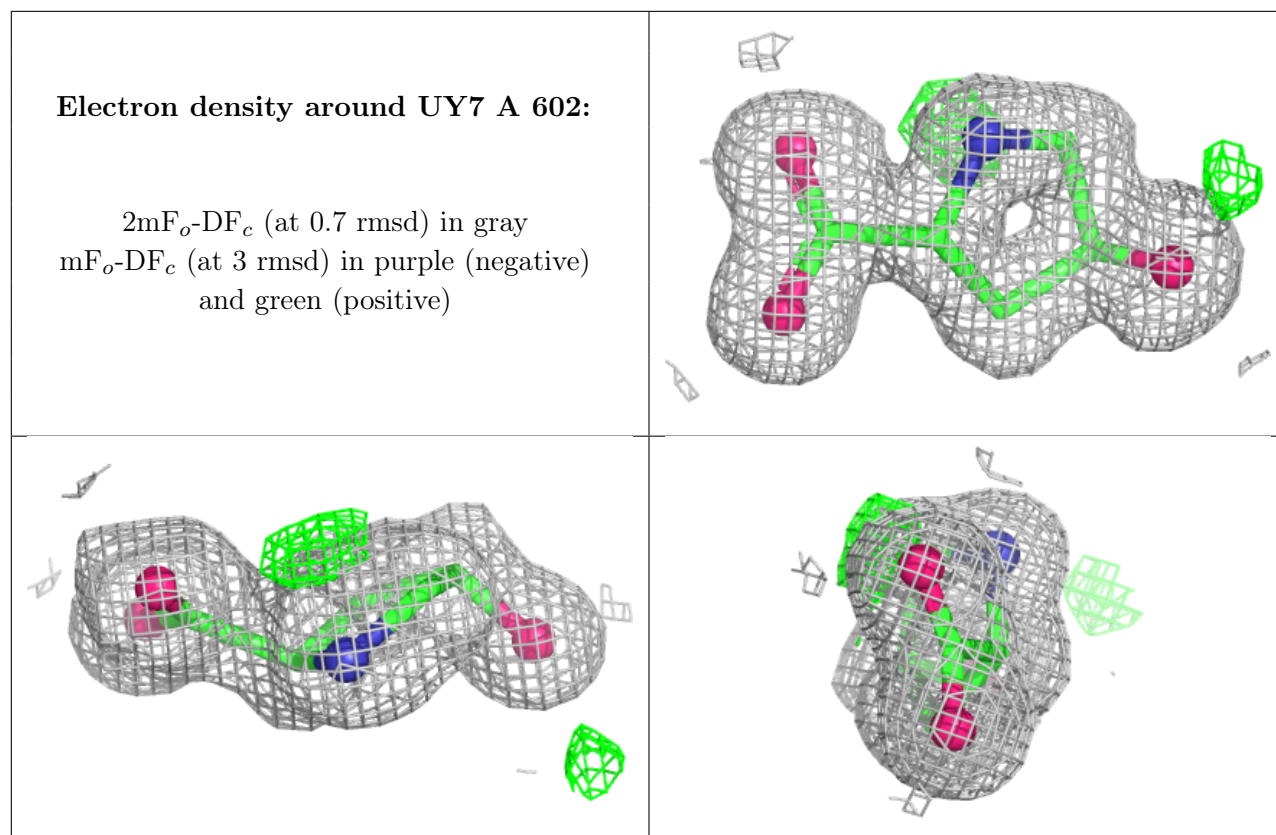 Electron density around UY7 A 602:
2mFₒ-DF𝒸 (at 0.7 rmsd) in gray
mFₒ-DF𝒸 (at 3 rmsd) in purple (negative)
and green (positive)